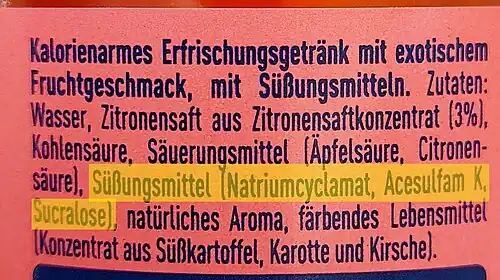 Kalorienarmes Erfrischungsgetränk mit exotischem
Fruchtgeschmack, mit Süßungsmitteln. Zutaten:
Wasser, Zitronensaft aus Zitronensaftkonzentrat (3%),
Kohlensäure, Säuerungsmittel (Äpfelsäure, Citronen-
säure), Süßungsmittel (Natriumcyclamat, Acesulfam K,
Sucralose), natürliches Aroma, färbendes Lebensmittel
(Konzentrat aus Süßkartoffel, Karotte und Kirsche).